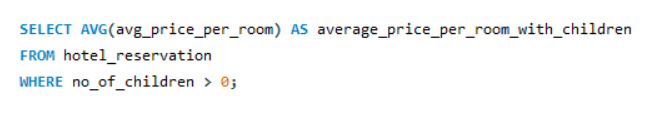 SELECT AVG(avg_price_per_room) AS average_price_per_room_with_children
FROM hotel_reservation
WHERE no_of_children > 0;